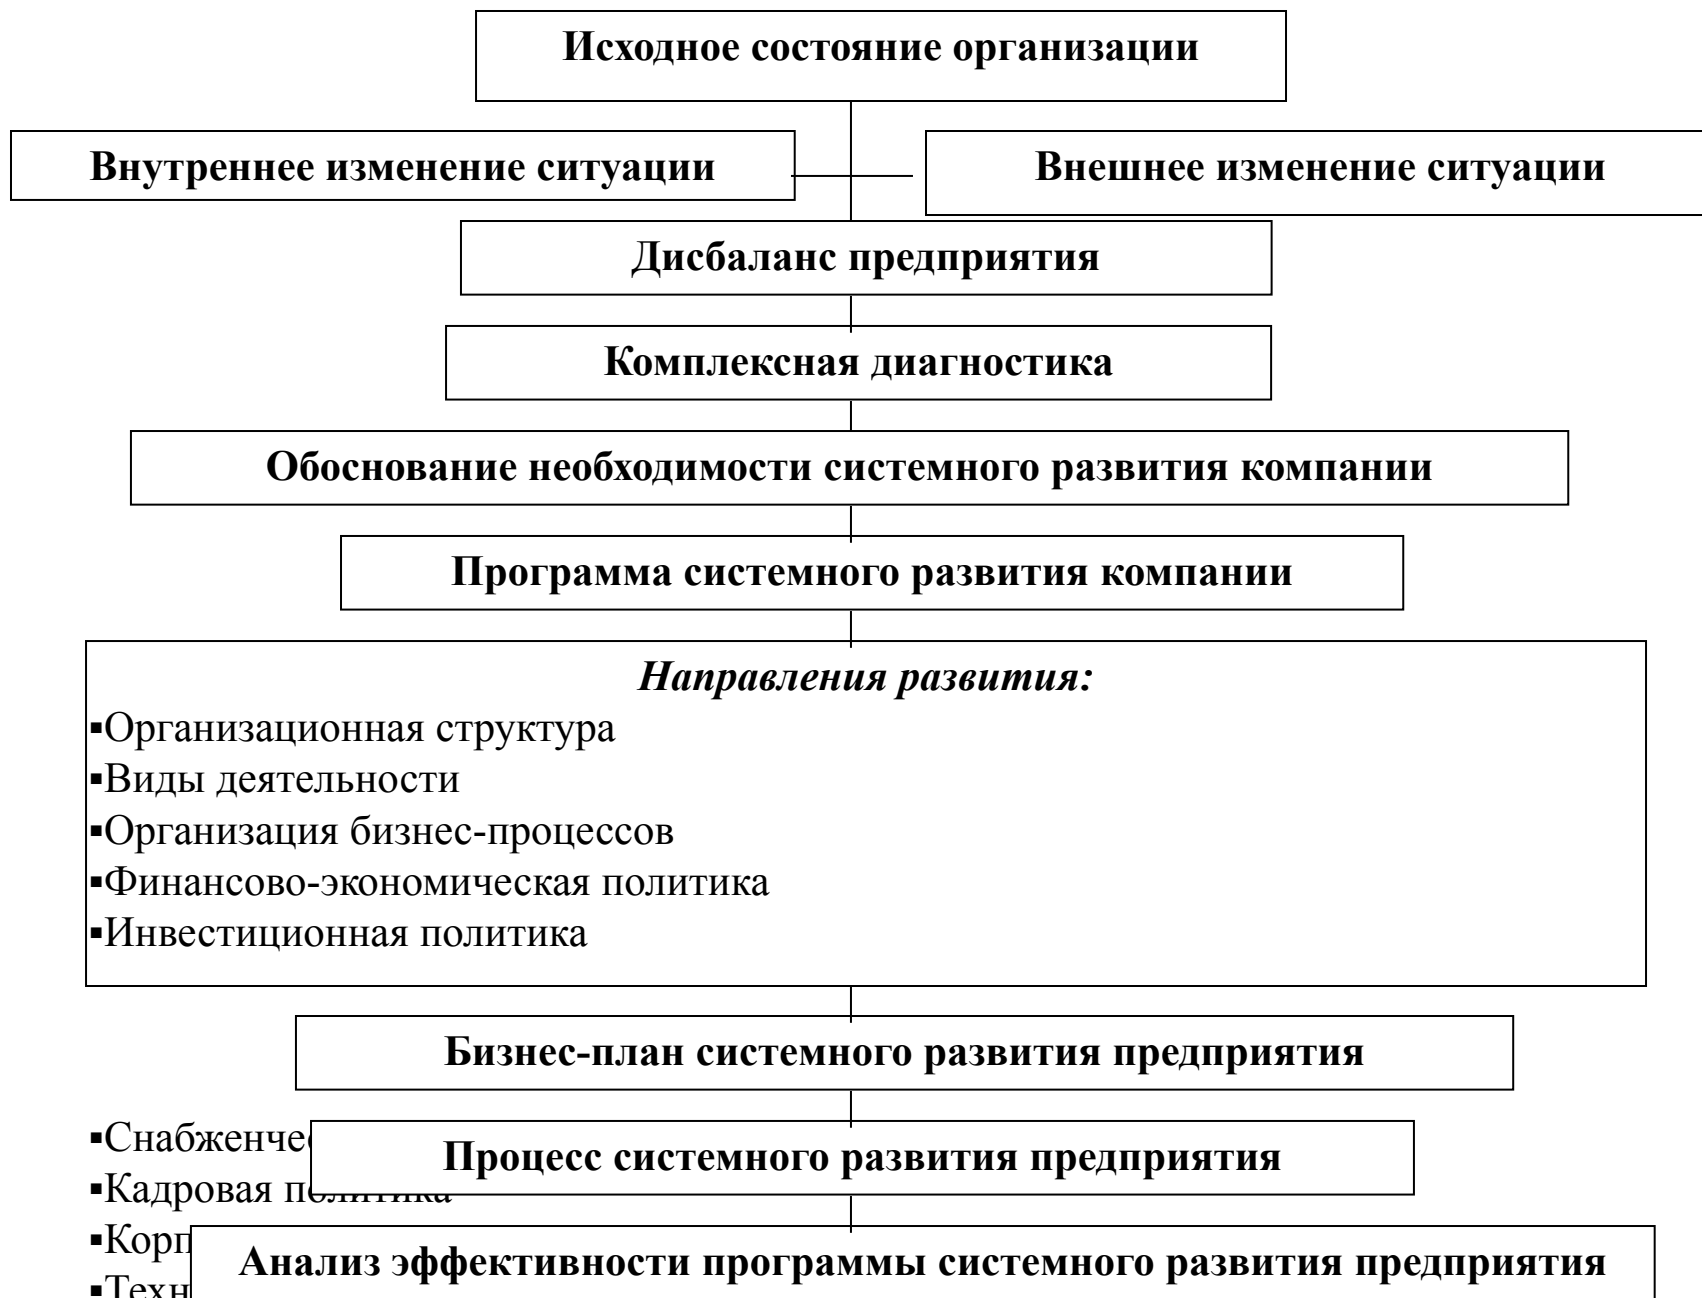 Исходное состояние организации
Внутреннее изменение ситуации
Внешнее изменение ситуации
Дисбаланс предприятия
Комплексная диагностика
Обоснование необходимости системного развития компании
Программа системного развития компании
Направления развития:
▪Организационная структура
▪Виды деятельности
▪Организация бизнес-процессов
▪Финансово-экономическая политика
▪Инвестиционная политика
Бизнес-план системного развития предприятия
Процесс системного развития предприятия
▪Кадровая политика
Анализ эффективности программы системного развития предприятия